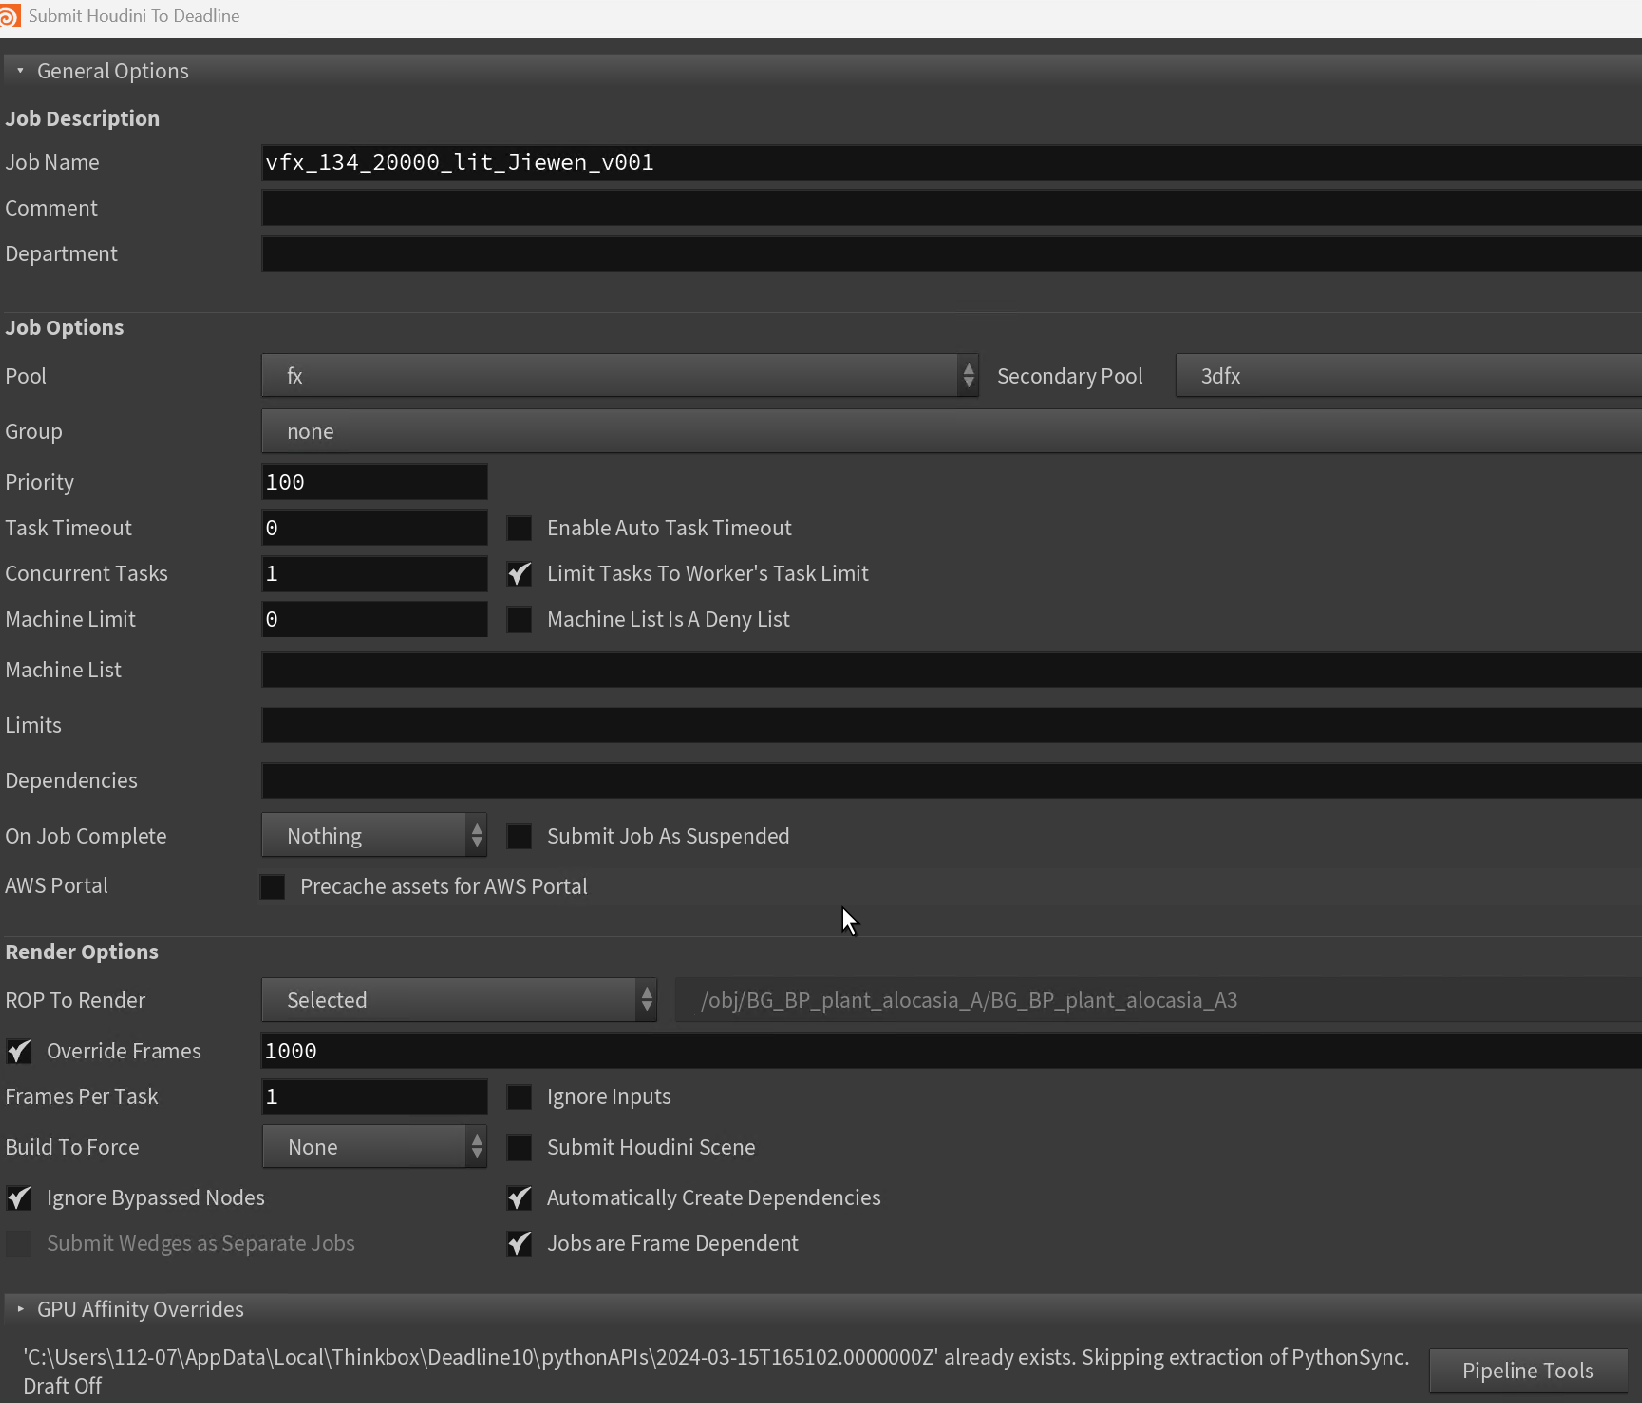 Submit Houdini To Deadline
General Options
Job Description
Job Name vfx_134_20000_lit_Jiewen_v001
Comment
Department
Job Options
Pool fx Secondary Pool 3dfx
Group none
Priority 100
Task Timeout 0 Enable Auto Task Timeout
Concurrent Tasks 1 Limit Tasks To Worker's Task Limit
Machine Limit 0 Machine List Is A Deny List
Machine List
Limits
Dependencies
On Job Complete Nothing Submit Job As Suspended
AWS Portal Precache assets for AWS Portal
Render Options
ROP To Render Selected /obj/BG_BP_plant_alocasia_A/BG_BP_plant_alocasia_A3
Override Frames 1000
Frames Per Task 1 Ignore Inputs
Build To Force None Submit Houdini Scene
Ignore Bypassed Nodes Automatically Create Dependencies
Submit Wedges as Separate Jobs Jobs are Frame Dependent
GPU Affinity Overrides
'C:\Users\112-07\AppData\Local\Thinkbox\Deadline10\pythonAPIs\2024-03-15T165102.0000000Z' already exists. Skipping extraction of PythonSync.
Draft Off
Pipeline Tools